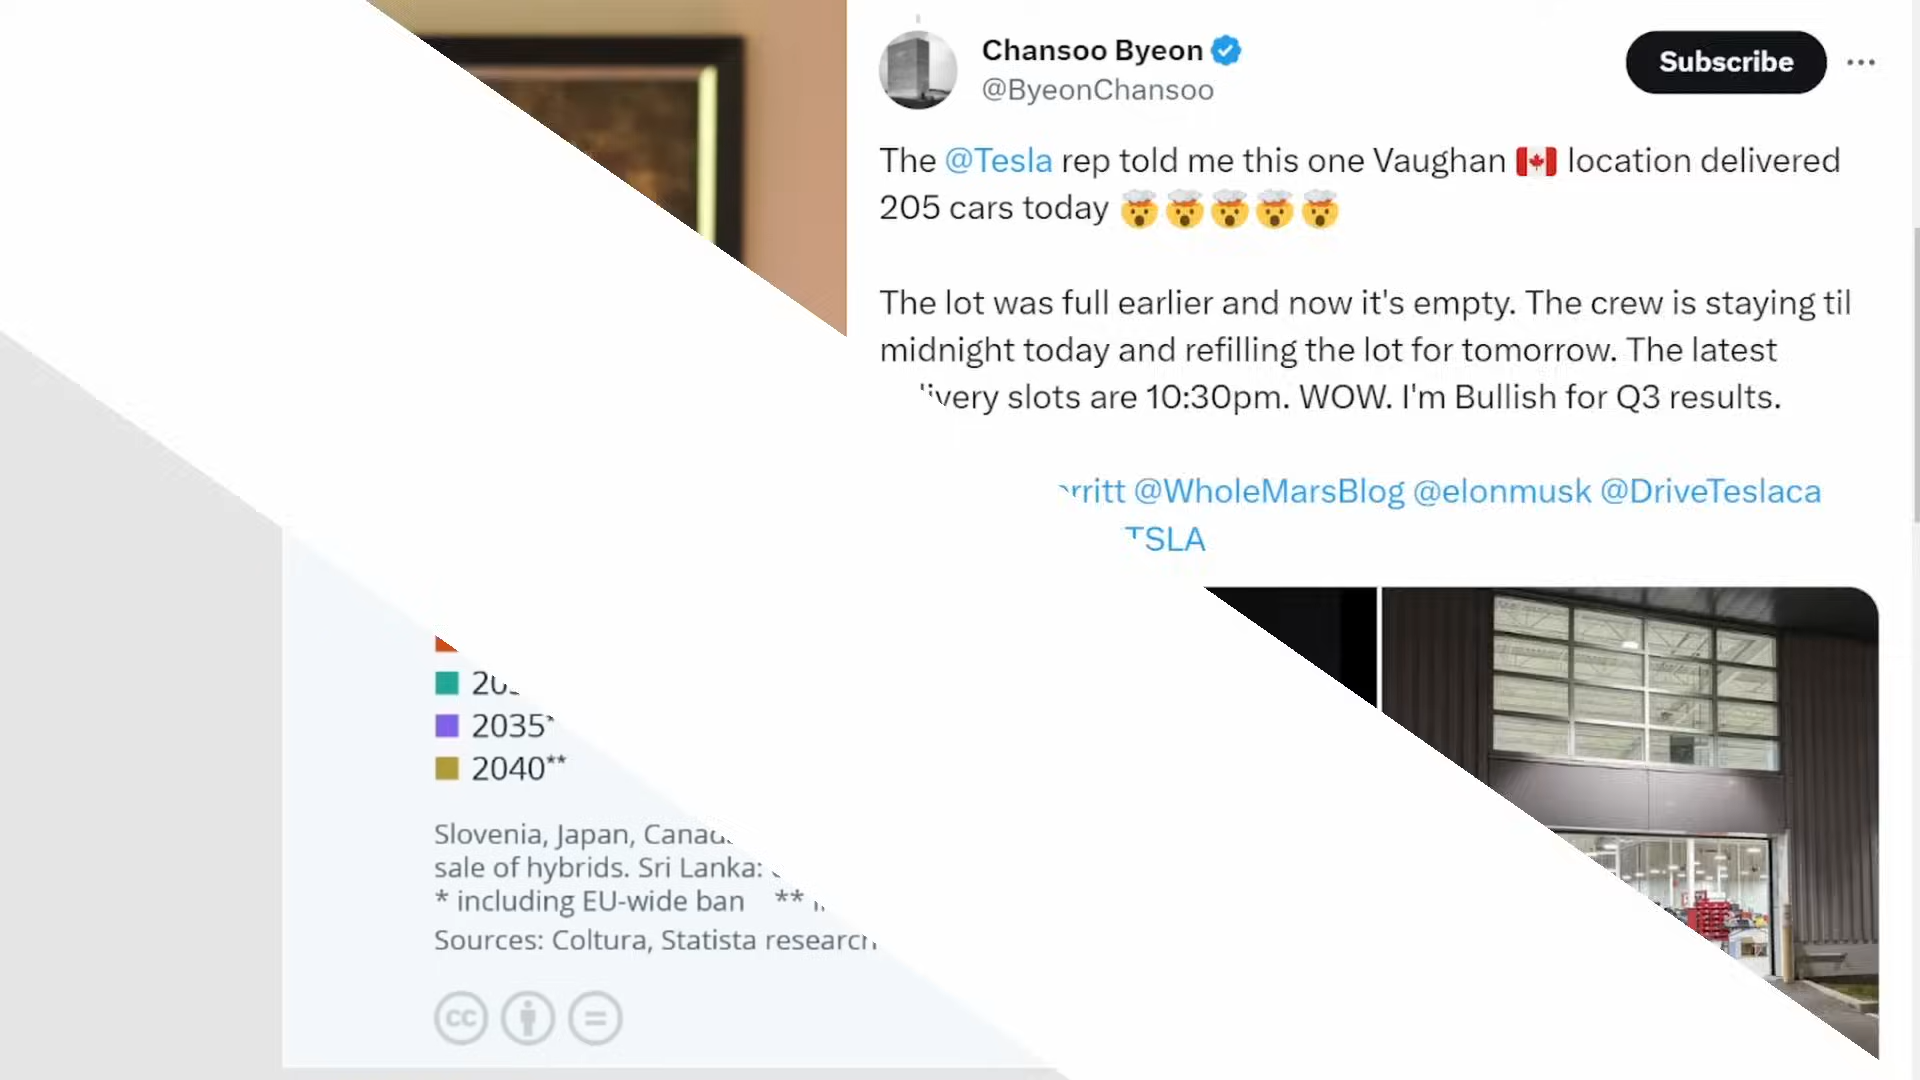 Chansoo Byeon
@ByeonChansoo
Subscribe
The @Tesla rep told me this one Vaughan 🇨🇦 location delivered
205 cars today 🤯🤯🤯🤯🤯
The lot was full earlier and now it's empty. The crew is staying til
midnight today and refilling the lot for tomorrow. The latest
slots are 10:30pm. WOW. I'm Bullish for Q3 results.
@WholeMarsBlog @elonmusk @DriveTeslaca
TSLA
2035*
2040**
Slovenia, Japan,
sale of hybrids. Sri Lanka:
* including EU-wide ban **
Sources: Coltura, Statista research
cc